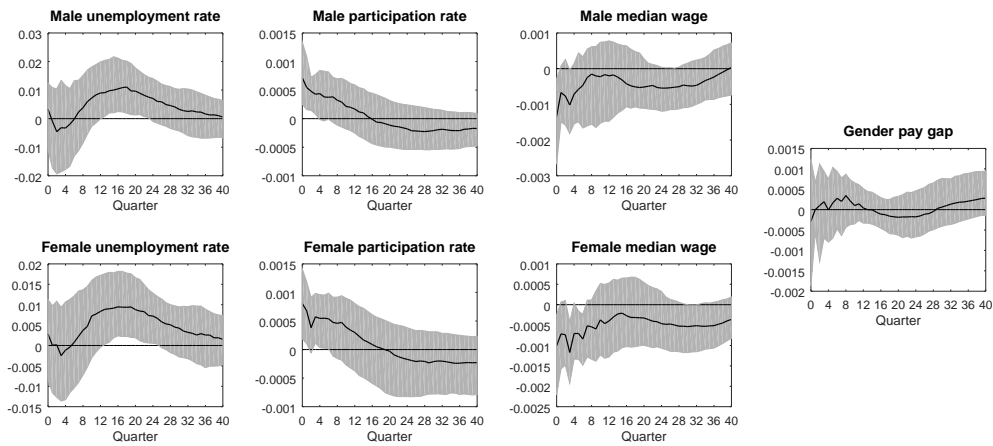 Male unemployment rate
0.03
0.02
0.01
0
-0.01
-0.02
0 4 8 12 16 20 24 28 32 36 40
Quarter
Male participation rate
0.0015
0.001
0.0005
0
-0.0005
-0.001
0 4 8 12 16 20 24 28 32 36 40
Quarter
Male median wage
0.001
0
-0.001
-0.002
-0.003
0 4 8 12 16 20 24 28 32 36 40
Quarter
Gender pay gap
0.0015
0.001
0.0005
0
-0.0005
-0.001
-0.0015
-0.002
0 4 8 12 16 20 24 28 32 36 40
Quarter
Female unemployment rate
0.02
0.015
0.01
0.005
0
-0.005
-0.01
-0.015
0 4 8 12 16 20 24 28 32 36 40
Quarter
Female participation rate
0.0015
0.001
0.0005
0
-0.0005
-0.001
0 4 8 12 16 20 24 28 32 36 40
Quarter
Female median wage
0.001
0.0005
0
-0.0005
-0.001
-0.0015
-0.002
-0.0025
0 4 8 12 16 20 24 28 32 36 40
Quarter